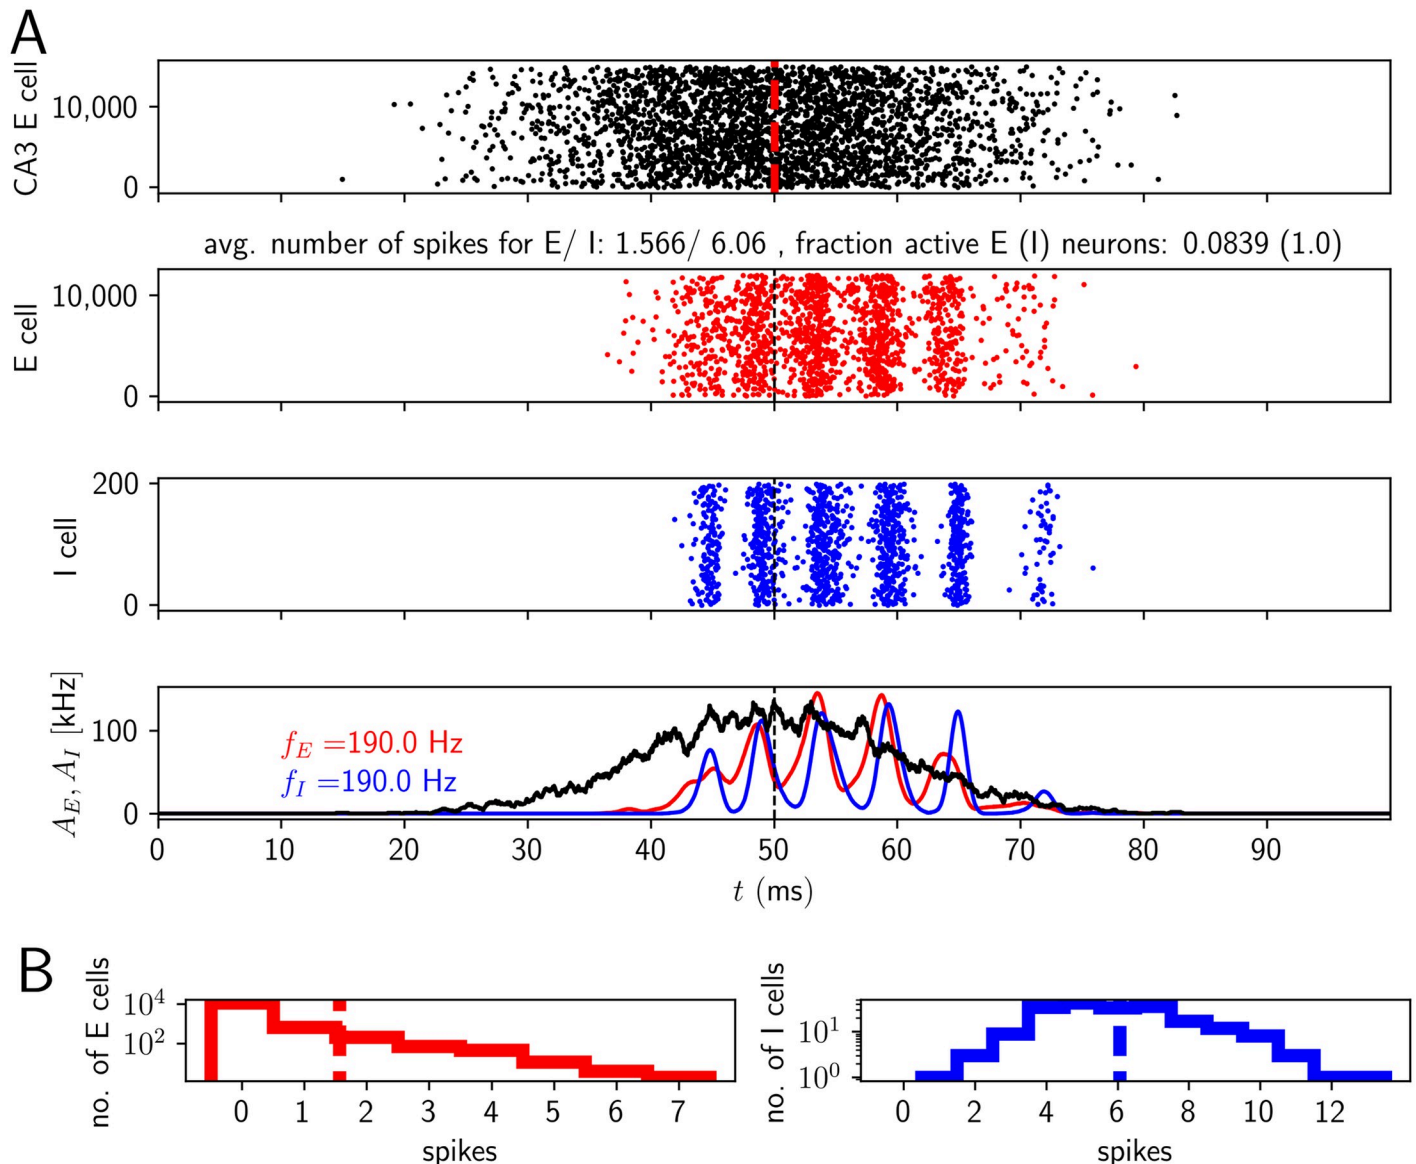 A
CA3 E cell
10,000
0
avg. number of spikes for E/ I: 1.566/ 6.06 , fraction active E (I) neurons: 0.0839 (1.0)
E cell
10,000
0
I cell
200
0
A_E, A_I [kHz]
100
0
f_E =190.0 Hz
f_I =190.0 Hz
0 10 20 30 40 50 60 70 80 90
t (ms)
B
no. of E cells
10^4
10^2
0 1 2 3 4 5 6 7
spikes
no. of I cells
10^1
10^0
0 2 4 6 8 10 12
spikes